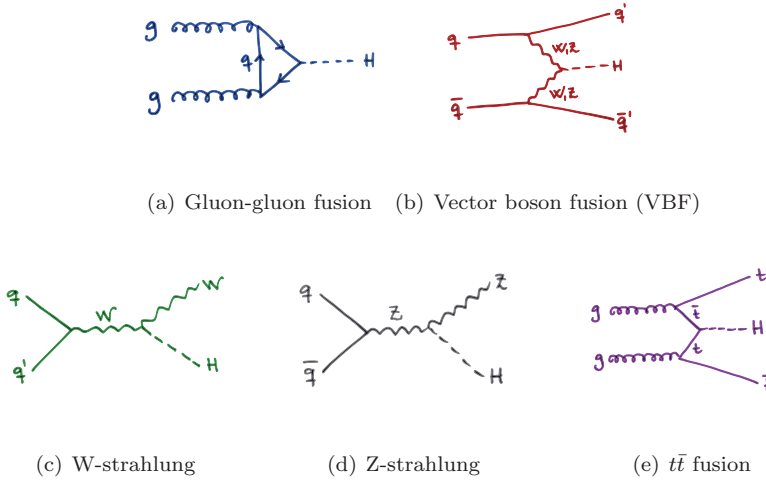 g
q
H
g
(a) Gluon-gluon fusion
q
q'
W,Z
H
W,Z
q̄
q̄'
(b) Vector boson fusion (VBF)
q
W
W
q'
H
(c) W-strahlung
q
Z
Z
q̄
H
(d) Z-strahlung
t
g
t̄
H
g
t
(e) tt̄ fusion